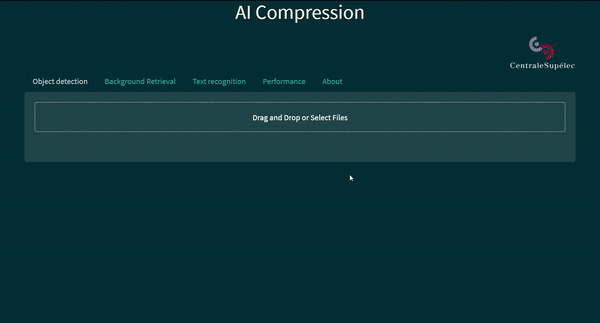 AI Compression
CentraleSupélec
Object detection Background Retrieval Text recognition Performance About
Drag and Drop or Select Files